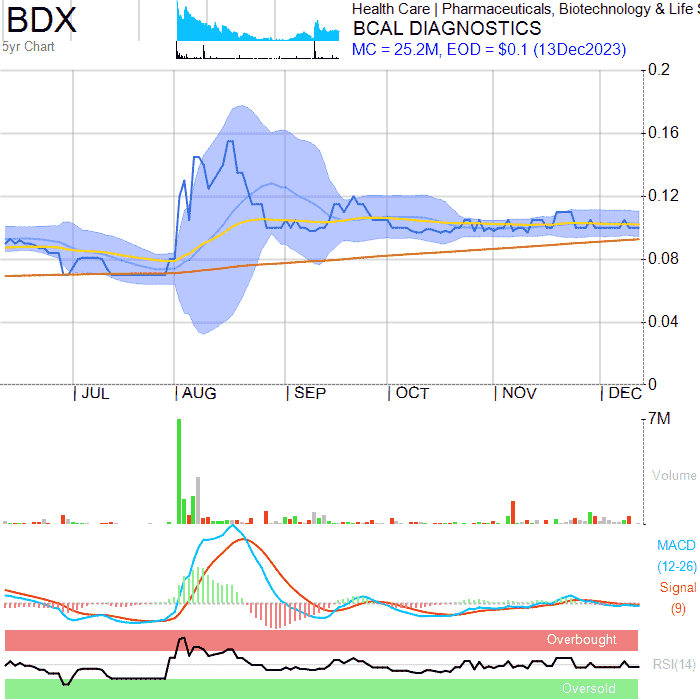 BDX
5yr Chart
Health Care | Pharmaceuticals, Biotechnology & Life
BCAL DIAGNOSTICS
MC = 25.2M, EOD = $0.1 (13Dec2023)
0.2
0.16
0.12
0.08
0.04
0
| JUL | AUG | SEP | OCT | NOV | DEC
7M
Volume
MACD
(12-26)
Signal
(9)
Overbought
RSI(14)
Oversold